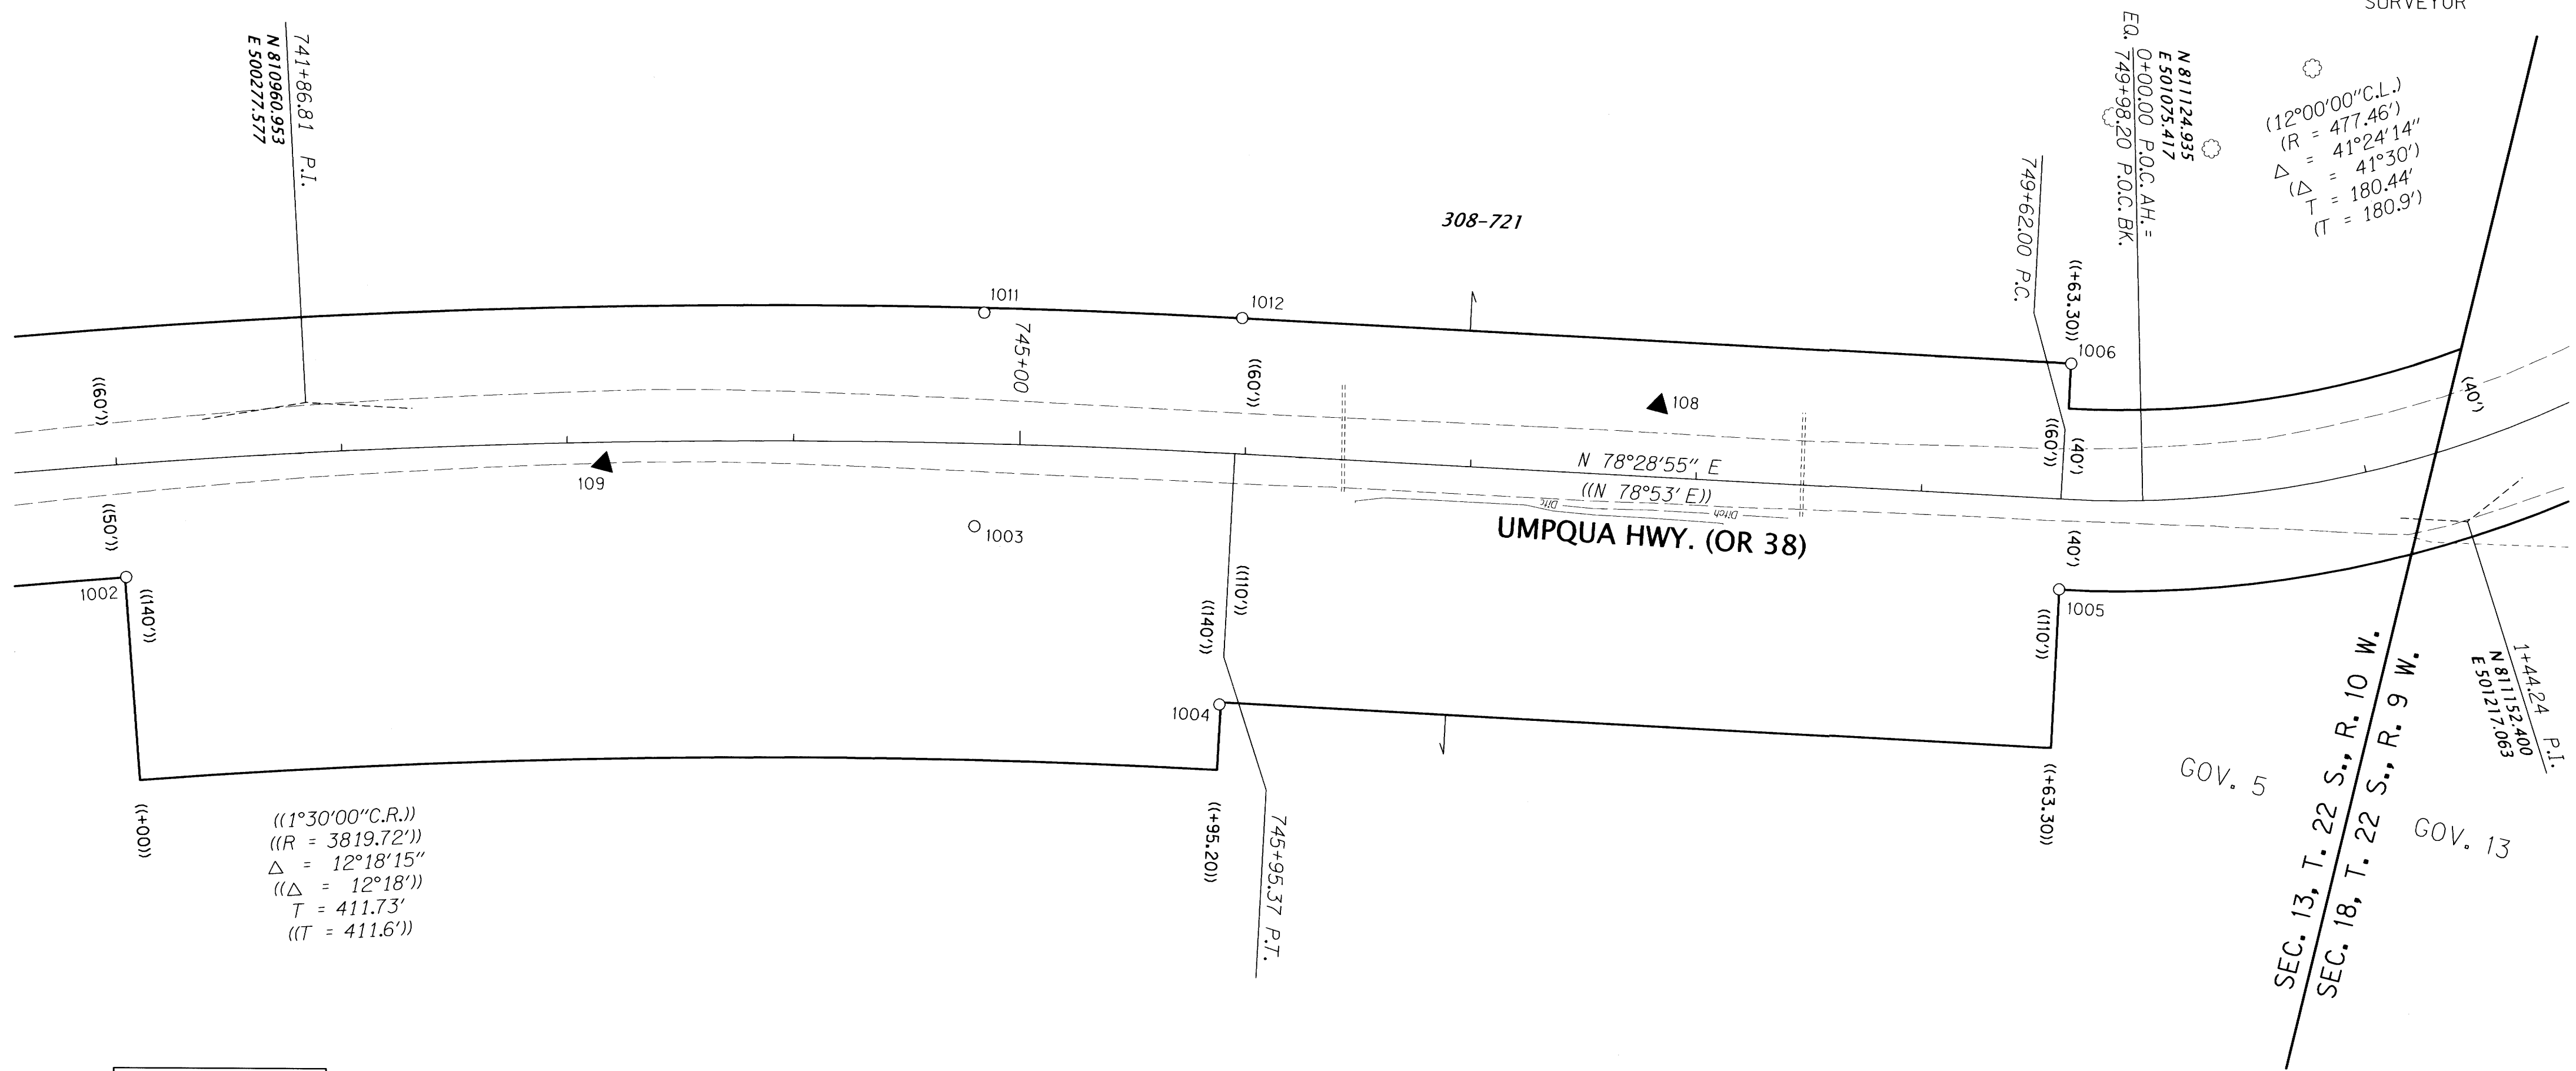 SURVEYOR
741+86.81 P.I.
N 810960.953
E 500277.577
308-721
749+62.00 P.C.
EQ. 0+00.00 P.O.C. AH. =
749+98.20 P.O.C. BK.
N 811124.935
E 501075.417
(12°00'00"C.L.)
(R = 477.46')
Δ = 41°24'14"
(Δ = 41°30')
T = 180.44'
(T = 180.9')
((+63.30))
1011
1012
745+00
1006
((60'))
((60'))
108
((60'))
(40')
(40')
N 78°28'55" E
((N 78°53' E))
109
Ditc
Ditch
((50'))
1003
UMPQUA HWY. (OR 38)
(40')
1002
((140'))
((110'))
((140'))
1005
((110'))
1004
1+44.24 P.I.
N 811152.400
E 501217.063
((+00))
((+95.20))
745+95.37 P.T.
((+63.30))
GOV. 5
GOV. 13
SEC. 13, T. 22 S., R. 10 W.
SEC. 18, T. 22 S., R. 9 W.
((1°30'00"C.R.))
((R = 3819.72'))
Δ = 12°18'15"
((Δ = 12°18'))
T = 411.73'
((T = 411.6'))